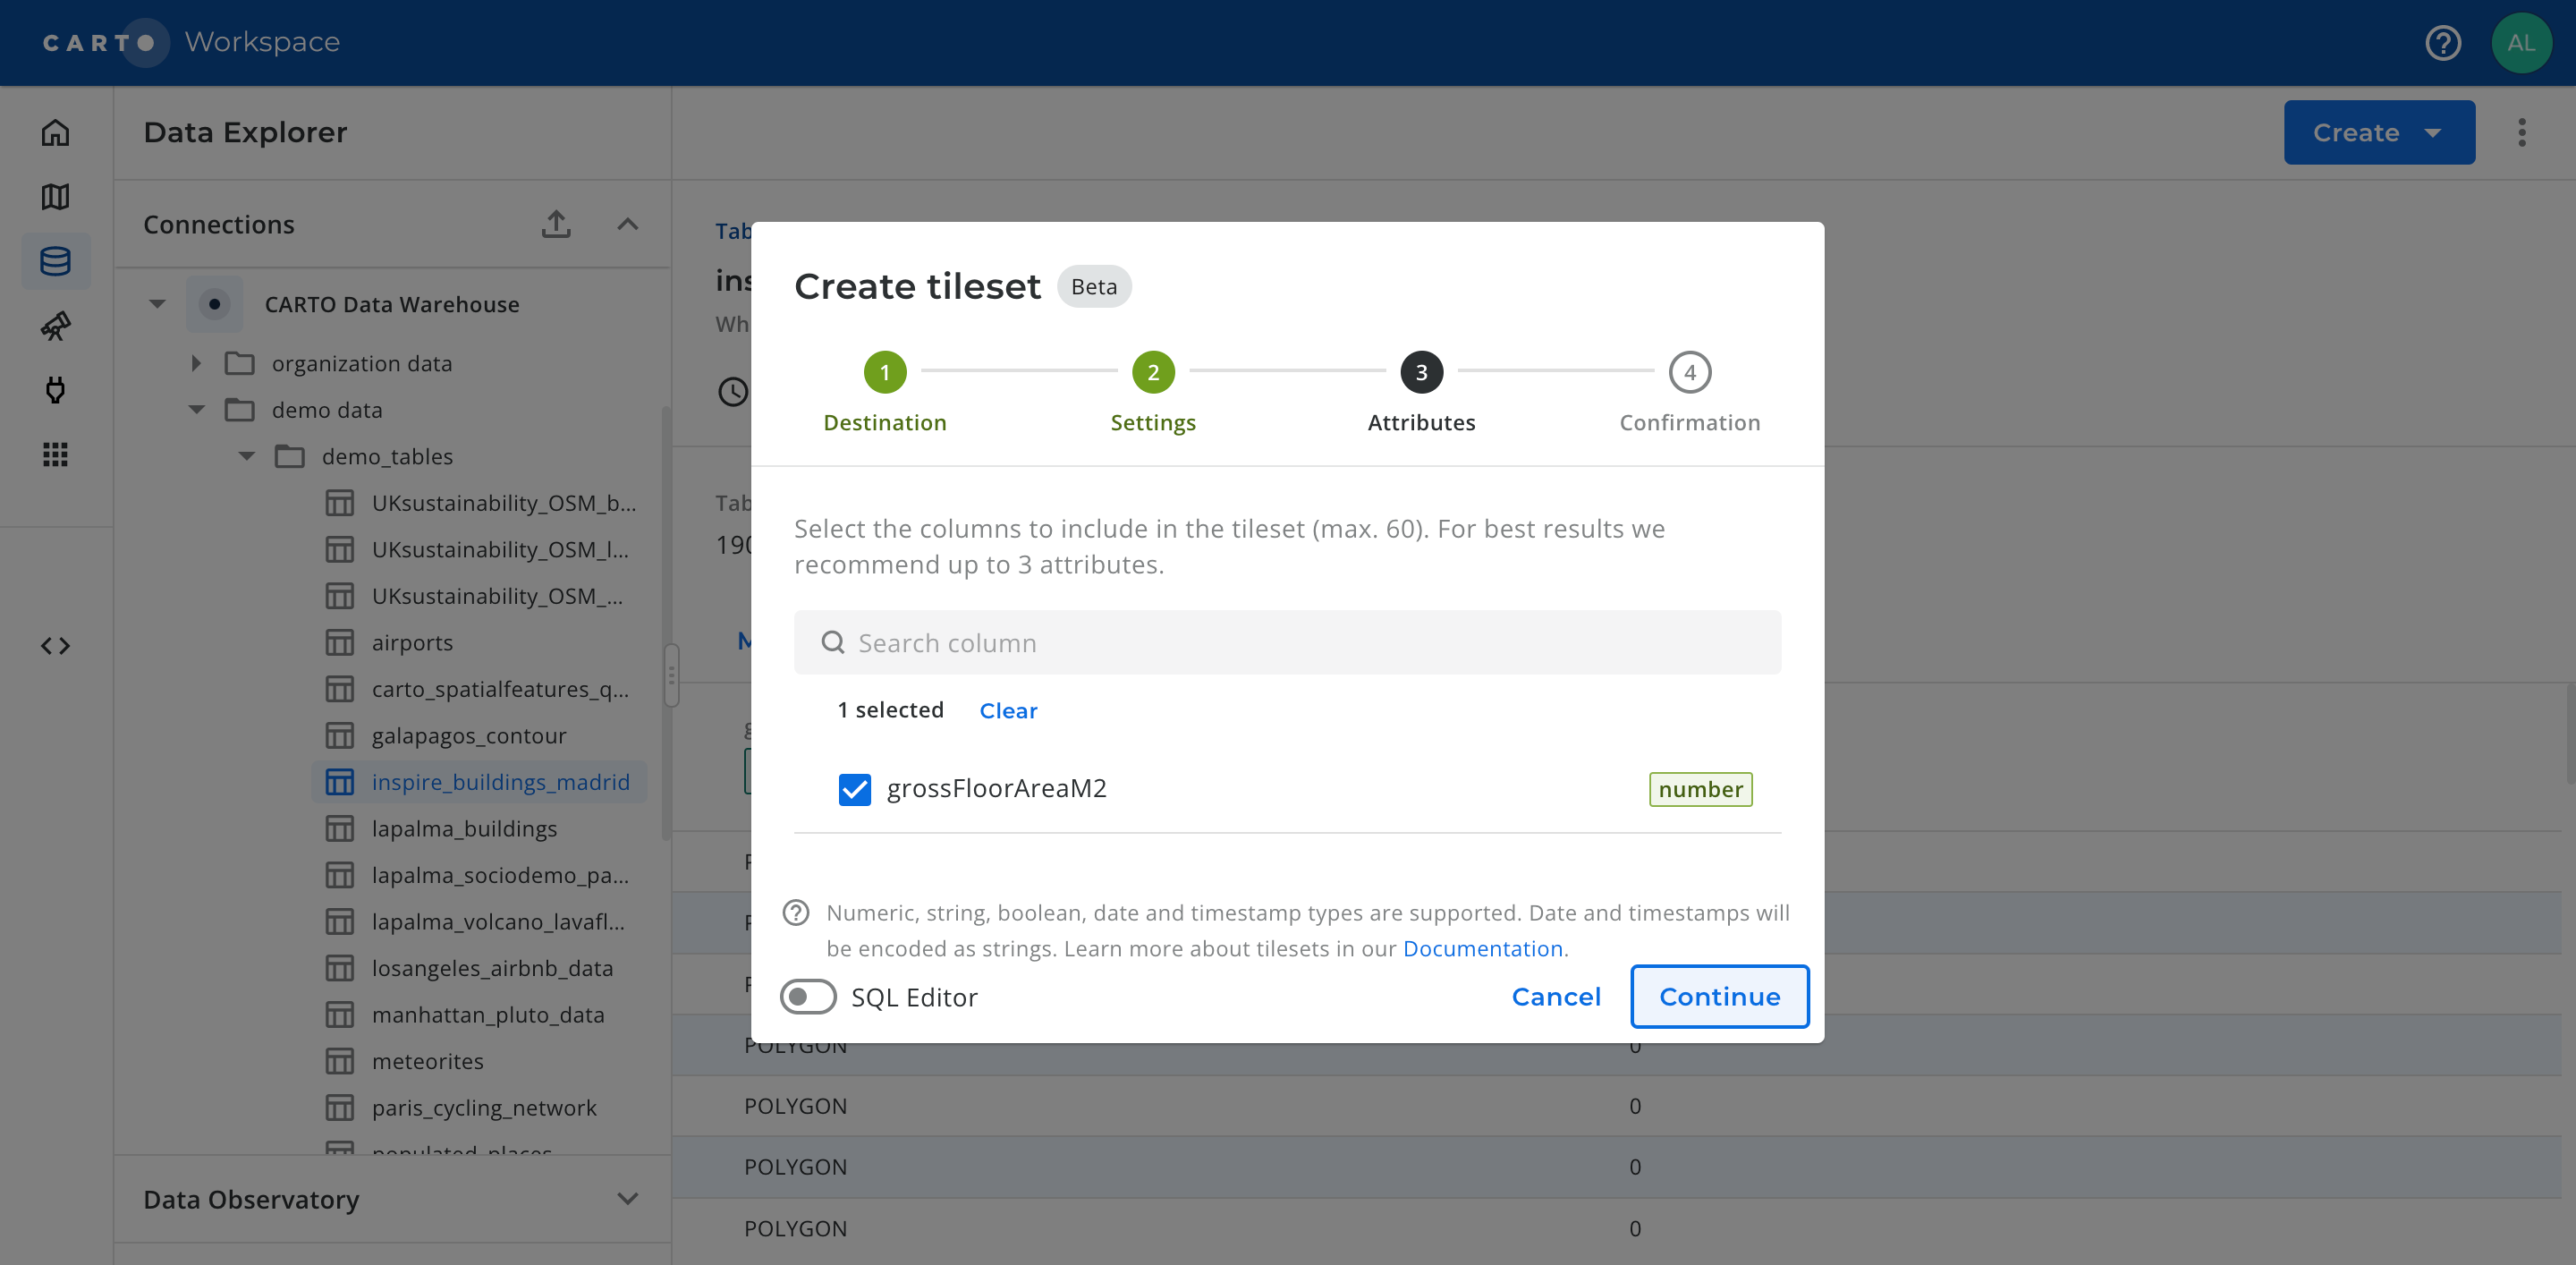 CARTO Workspace
AL
Data Explorer
Create
Connections
CARTO Data Warehouse
organization data
demo data
demo_tables
UKsustainability_OSM_b...
UKsustainability_OSM_l...
UKsustainability_OSM_...
airports
carto_spatialfeatures_q...
galapagos_contour
inspire_buildings_madrid
lapalma_buildings
lapalma_sociodemo_pa...
lapalma_volcano_lavafl...
losangeles_airbnb_data
manhattan_pluto_data
meteorites
paris_cycling_network
populated_places
Data Observatory
Tab
ins
Wh
Tab
190
M
Create tileset Beta
1 2 3 4
Destination Settings Attributes Confirmation
Select the columns to include in the tileset (max. 60). For best results we
recommend up to 3 attributes.
Search column
1 selected Clear
grossFloorAreaM2 number
Numeric, string, boolean, date and timestamp types are supported. Date and timestamps will
be encoded as strings. Learn more about tilesets in our Documentation.
SQL Editor Cancel Continue
POLYGON 0
POLYGON 0
POLYGON 0
POLYGON 0